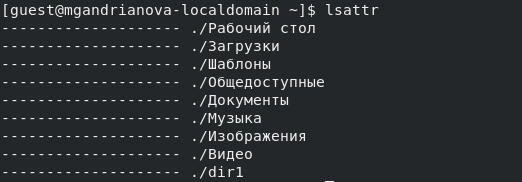 [guest@mgandrianova-localdomain ~]$ lsattr
-------------------- ./Рабочий стол
-------------------- ./Загрузки
-------------------- ./Шаблоны
-------------------- ./Общедоступные
-------------------- ./Документы
-------------------- ./Музыка
-------------------- ./Изображения
-------------------- ./Видео
-------------------- ./dir1